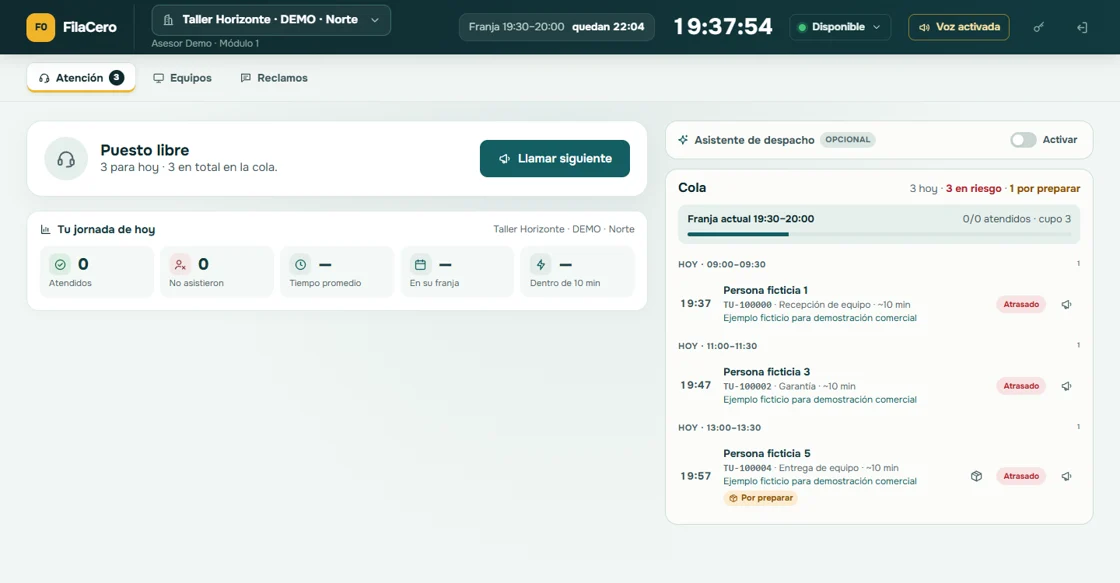 FO FilaCero
Taller Horizonte · DEMO · Norte
Asesor Demo · Módulo 1
Franja 19:30–20:00 quedan 22:04
19:37:54
Disponible
Voz activada
Atención 3
Equipos
Reclamos
Puesto libre
3 para hoy · 3 en total en la cola.
Llamar siguiente
Tu jornada de hoy
Taller Horizonte · DEMO · Norte
0
Atendidos
0
No asistieron
—
Tiempo promedio
—
En su franja
—
Dentro de 10 min
Asistente de despacho OPCIONAL
Activar
Cola
3 hoy · 3 en riesgo · 1 por preparar
Franja actual 19:30–20:00
0/0 atendidos · cupo 3
HOY · 09:00–09:30
1
19:37
Persona ficticia 1
TU-100000 · Recepción de equipo · ~10 min
Ejemplo ficticio para demostración comercial
Atrasado
HOY · 11:00–11:30
1
19:47
Persona ficticia 3
TU-100002 · Garantía · ~10 min
Ejemplo ficticio para demostración comercial
Atrasado
HOY · 13:00–13:30
1
19:57
Persona ficticia 5
TU-100004 · Entrega de equipo · ~10 min
Ejemplo ficticio para demostración comercial
Por preparar
Atrasado